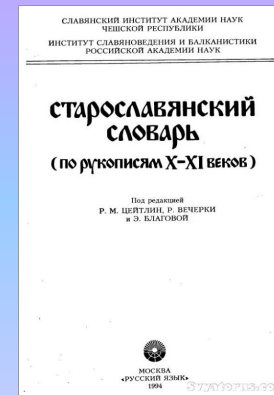 СЛАВЯНСКИЙ ИНСТИТУТ АКАДЕМИИ НАУК
ЧЕШСКОЙ РЕСПУБЛИКИ
ИНСТИТУТ СЛАВЯНОВЕДЕНИЯ И БАЛКАНИСТИКИ
РОССИЙСКОЙ АКАДЕМИИ НАУК
СТАРОСЛАВЯНСКИЙ
СЛОВАРЬ
(ПО РУКОПИСЯМ X–XI ВЕКОВ)
Под редакцией
Р. М. ЦЕЙТЛИН, Р. ВЕЧЕРКИ
и Э. БЛАГОВОЙ
МОСКВА
«РУССКИЙ ЯЗЫК»
1994